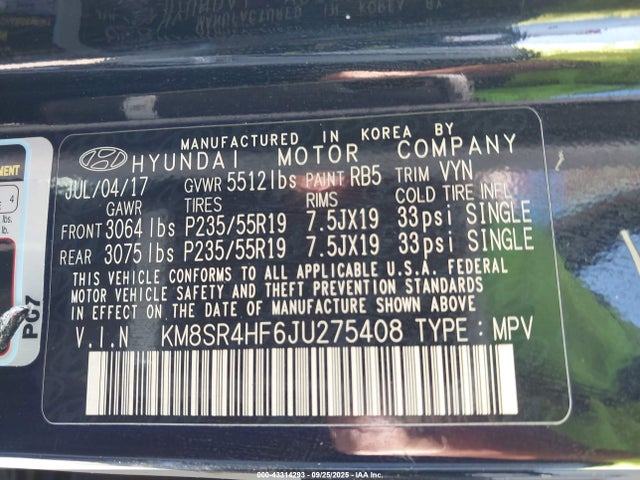 MANUFACTURED IN KOREA BY
HYUNDAI MOTOR COMPANY
JUL/04/17 GVWR 5512lbs PAINT RB5 TRIM VYN
GAWR TIRES RIMS COLD TIRE INFL
FRONT 3064lbs P235/55R19 7.5JX19 33psi SINGLE
REAR 3075lbs P235/55R19 7.5JX19 33psi SINGLE
THIS VEHICLE CONFORMS TO ALL APPLICABLE U.S.A. FEDERAL
MOTOR VEHICLE SAFETY AND THEFT PREVENTION STANDARDS
IN EFFECT ON THE DATE OF MANUFACTURE SHOWN ABOVE.
V.I.N KM8SR4HF6JU275408 TYPE : MPV
PG7
000-43314293 - 09/25/2025 - IAA Inc.